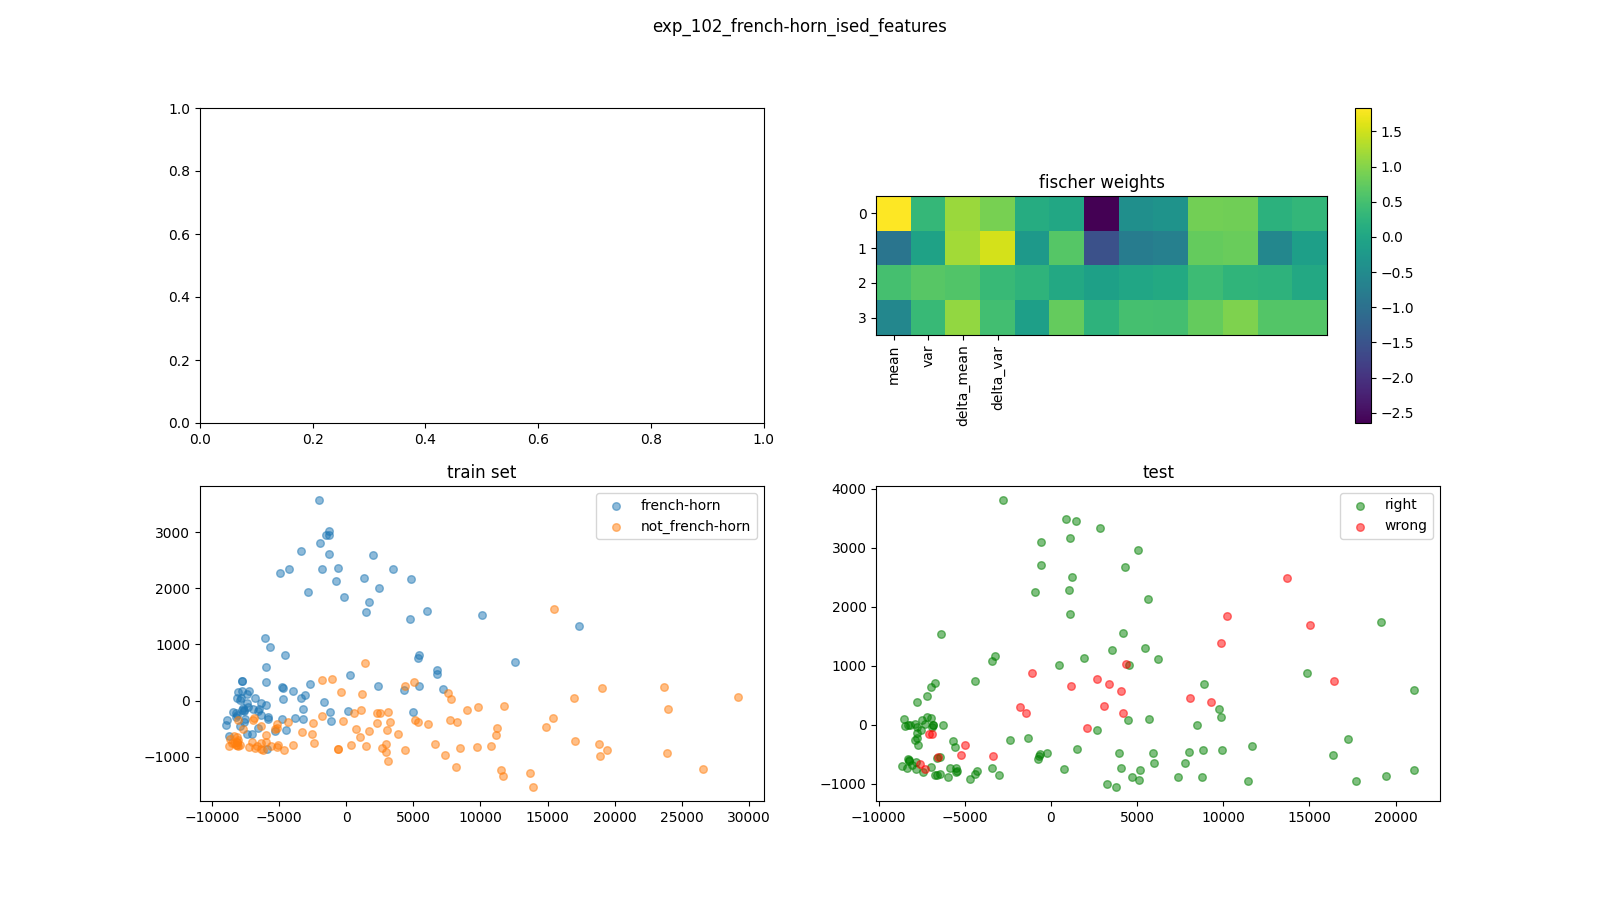 exp_102_french-horn_ised_features
1.0
0.8
0.6
0.4
0.2
0.0
0.0 0.2 0.4 0.6 0.8 1.0
fischer weights
0
1
2
3
mean var delta_mean delta_var
1.5
1.0
0.5
0.0
−0.5
−1.0
−1.5
−2.0
−2.5
train set
french-horn
not_french-horn
3000
2000
1000
0
−1000
−10000 −5000 0 5000 10000 15000 20000 25000 30000
test
right
wrong
4000
3000
2000
1000
0
−1000
−10000 −5000 0 5000 10000 15000 20000